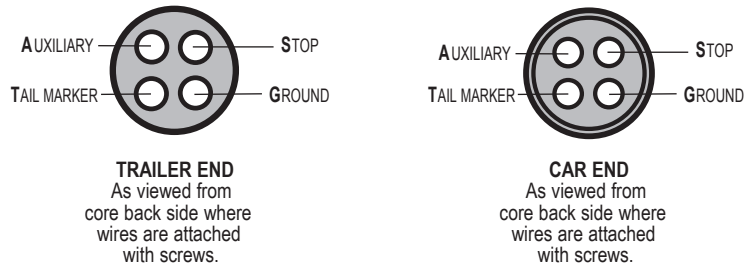 AUXILIARY
STOP
TAIL MARKER
GROUND
TRAILER END
As viewed from
core back side where
wires are attached
with screws.
AUXILIARY
STOP
TAIL MARKER
GROUND
CAR END
As viewed from
core back side where
wires are attached
with screws.